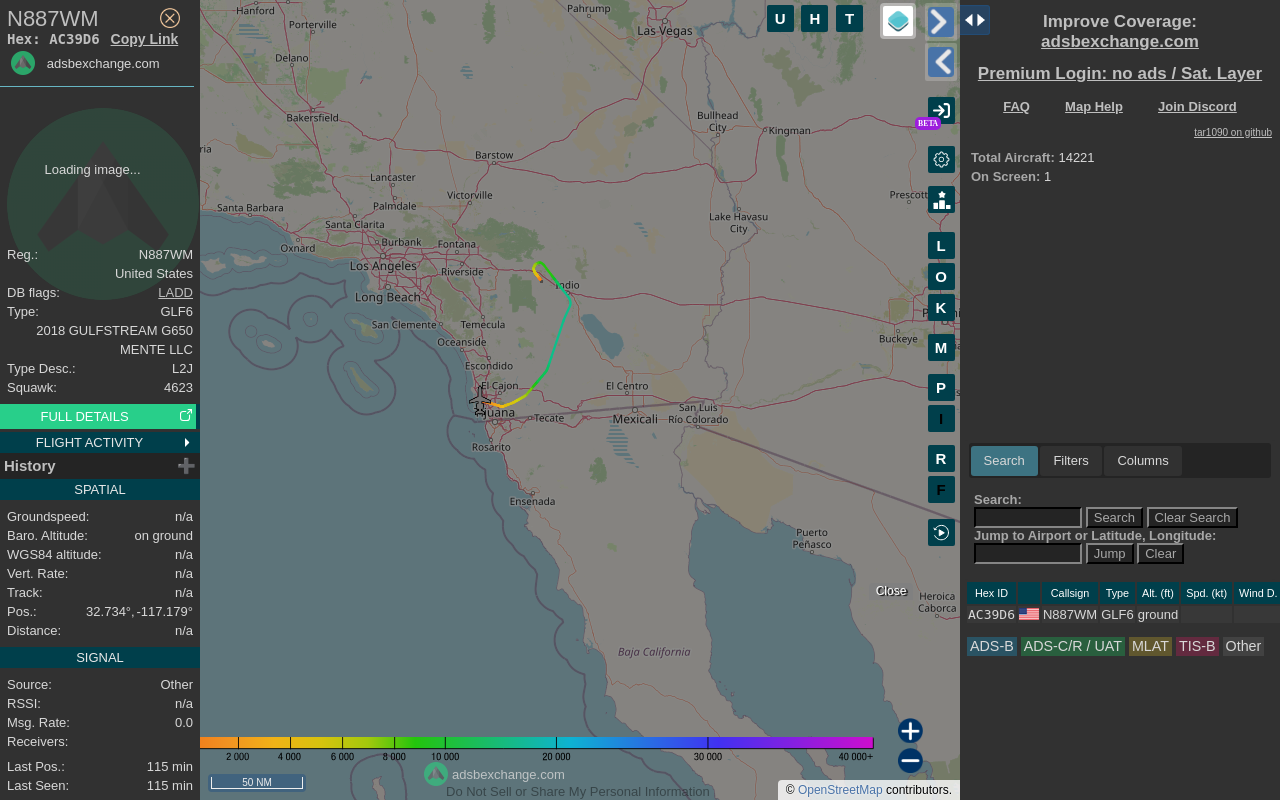 N887WM
Hex: AC39D6 Copy Link
adsbexchange.com
Loading image...
Reg.: N887WM
United States
DB flags: LADD
Type: GLF6
2018 GULFSTREAM G650
MENTE LLC
Type Desc.: L2J
Squawk: 4623
FULL DETAILS
FLIGHT ACTIVITY
History
SPATIAL
Groundspeed: n/a
Baro. Altitude: on ground
WGS84 altitude: n/a
Vert. Rate: n/a
Track: n/a
Pos.: 32.734°, -117.179°
Distance: n/a
SIGNAL
Source: Other
RSSI: n/a
Msg. Rate: 0.0
Receivers:
Last Pos.: 115 min
Last Seen: 115 min
Hanford
Pahrump
Porterville
Las Vegas
Delano
Bakersfield
Bullhead
City
Kingman
ria
Barstow
Lancaster
Palmdale
Victorville
Prescott
Santa Barbara
Lake Havasu
City
Santa Clarita
Oxnard
Burbank
Fontana
Los Angeles
Riverside
Indio
Long Beach
San Clemente
Temecula
Oceanside
Buckeye
Escondido
El Cajon
El Centro
Juana
Tecate
Mexicali
San Luis
Río Colorado
Rosarito
Ensenada
Puerto
Peñasco
Close
Heroica
Caborca
Baja California
2 000 4 000 6 000 8 000 10 000 20 000 30 000 40 000+
50 NM
adsbexchange.com
Do Not Sell or Share My Personal Information
© OpenStreetMap contributors.
U H T
BETA
L
O
K
M
P
I
R
F
Improve Coverage:
adsbexchange.com
Premium Login: no ads / Sat. Layer
FAQ Map Help Join Discord
tar1090 on github
Total Aircraft: 14221
On Screen: 1
Search Filters Columns
Search:
Search Clear Search
Jump to Airport or Latitude, Longitude:
Jump Clear
Hex ID Callsign Type Alt. (ft) Spd. (kt) Wind D.
AC39D6 N887WM GLF6 ground
ADS-B ADS-C/R / UAT MLAT TIS-B Other